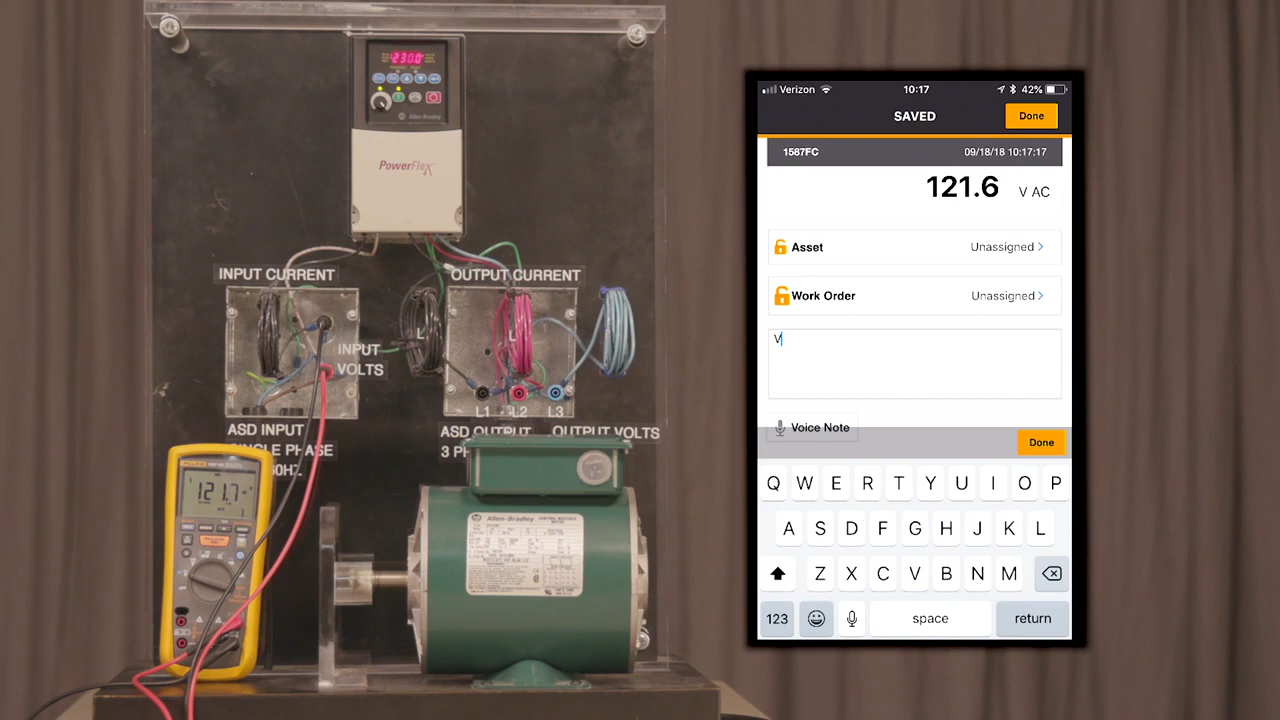 230.0
Allen-Bradley
PowerFlex
INPUT CURRENT
OUTPUT CURRENT
L
L
INPUT
VOLTS
L1
L2
L3
ASD INPUT
SINGLE PHASE
60HZ
ASD OUTPUT
3 PH
OUTPUT VOLTS
FLUKE
121.7
Allen-Bradley
Verizon
10:17
42%
SAVED
Done
1587FC
09/18/18 10:17:17
121.6 V AC
Asset
Unassigned >
Work Order
Unassigned >
V
Voice Note
Done
Q W E R T Y U I O P
A S D F G H J K L
Z X C V B N M
123
space
return